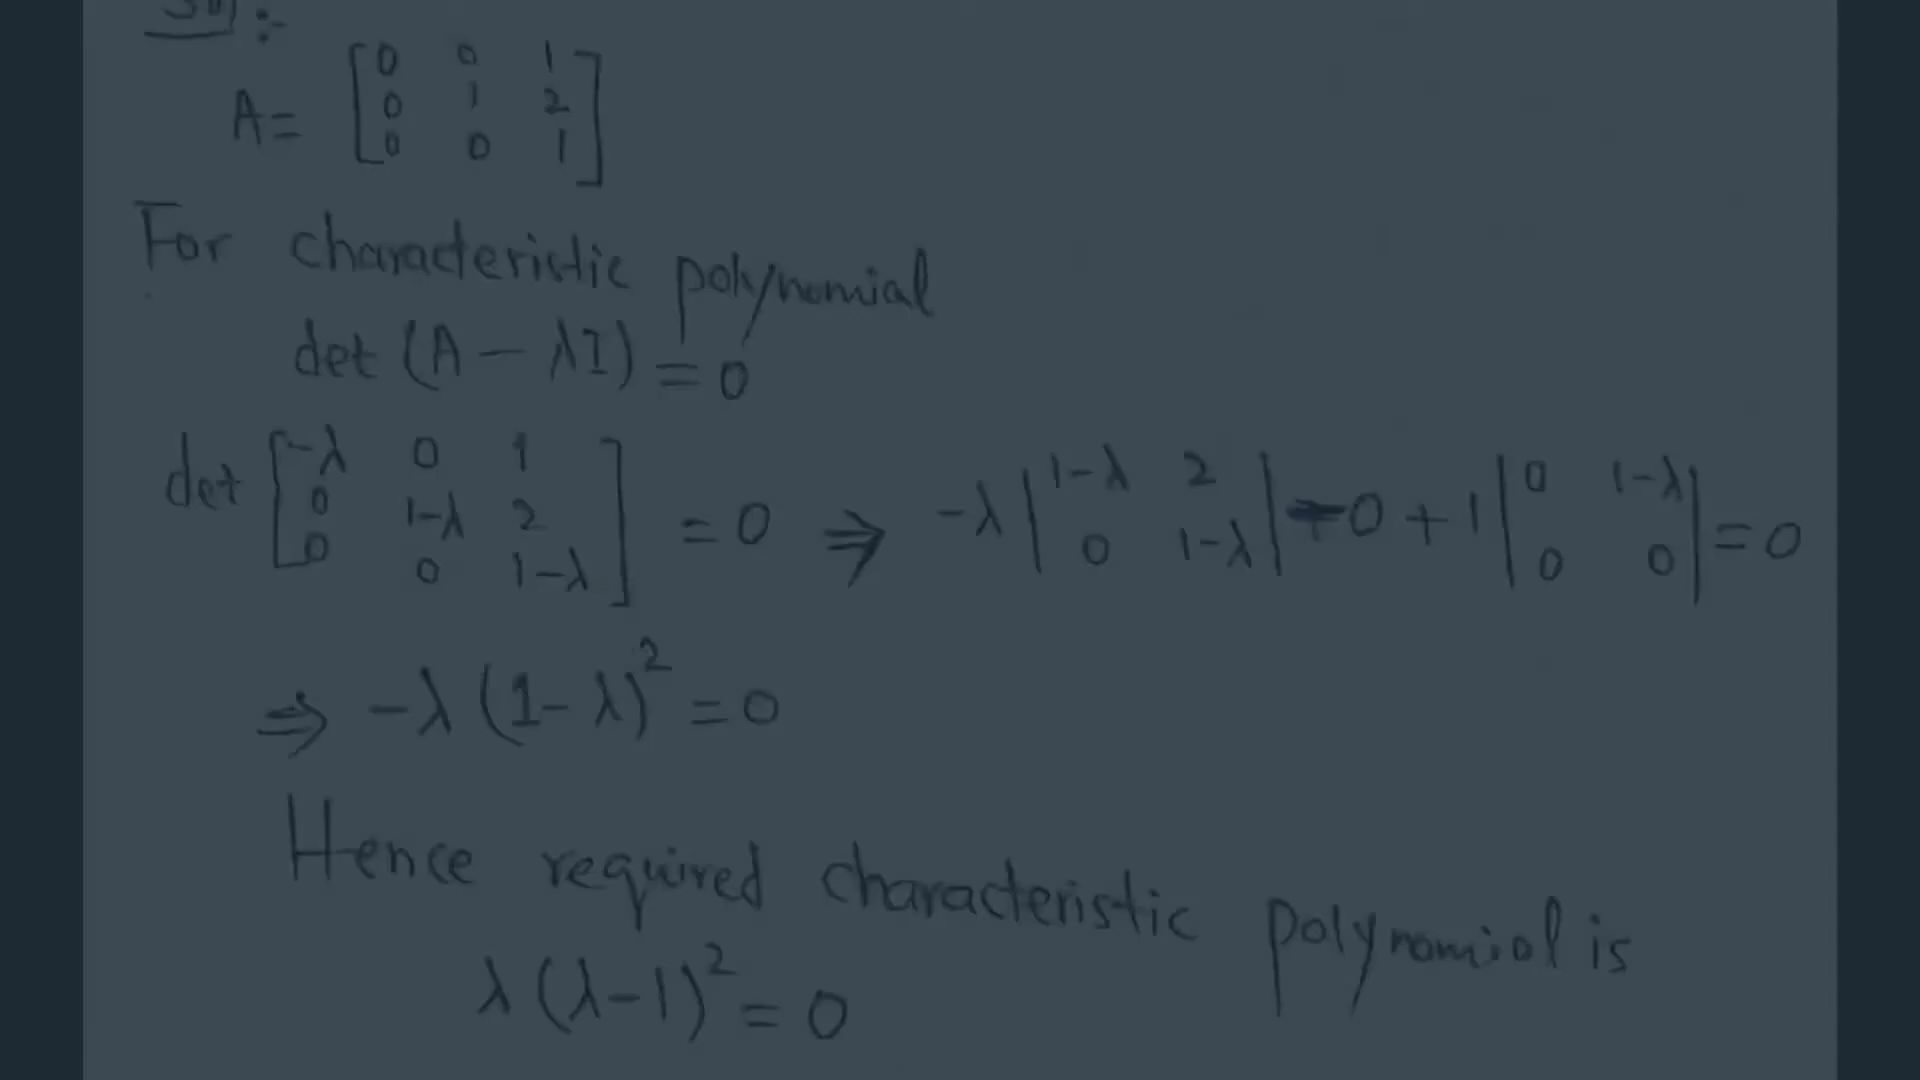 Sol :-
A = [ 0 0 1
0 1 2
0 0 1 ]
For characteristic polynomial
det (A - λI) = 0
det [ -λ 0 1
0 1-λ 2
0 0 1-λ ] = 0 ⇒ -λ | 1-λ 2
0 1-λ | - 0 + 1 | 0 1-λ
0 0 | = 0
⇒ -λ (1-λ)² = 0
Hence required characteristic polynomial is
λ (λ-1)² = 0